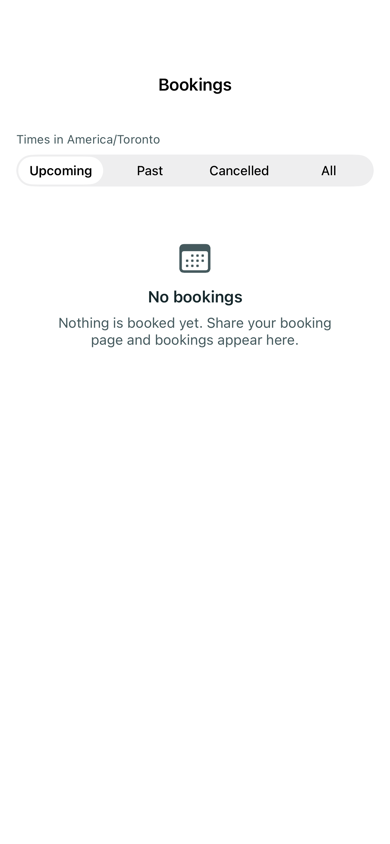 Bookings
Times in America/Toronto
Upcoming
Past
Cancelled
All
No bookings
Nothing is booked yet. Share your booking
page and bookings appear here.